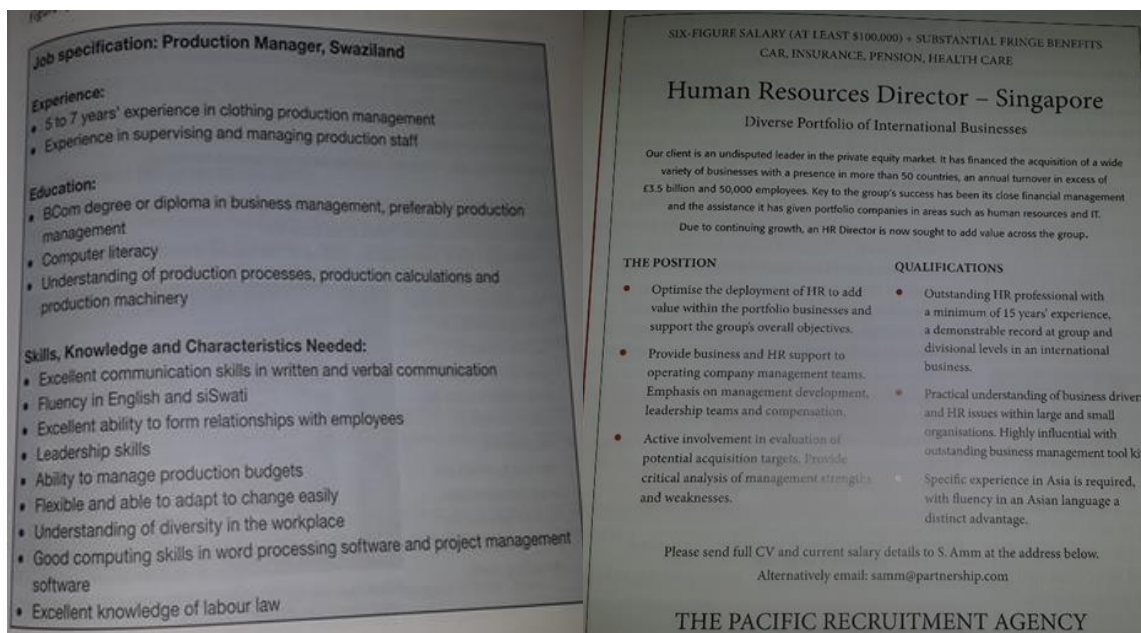 Job specification: Production Manager, Swaziland
Experience:
• 5 to 7 years' experience in clothing production management
• Experience in supervising and managing production staff
Education:
• BCom degree or diploma in business management, preferably production
management
• Computer literacy
• Understanding of production processes, production calculations and
production machinery
Skills, Knowledge and Characteristics Needed:
• Excellent communication skills in written and verbal communication
• Fluency in English and siSwati
• Excellent ability to form relationships with employees
• Leadership skills
• Ability to manage production budgets
• Flexible and able to adapt to change easily
• Understanding of diversity in the workplace
• Good computing skills in word processing software and project management
software
• Excellent knowledge of labour law
SIX-FIGURE SALARY (AT LEAST $100,000) + SUBSTANTIAL FRINGE BENEFITS
CAR, INSURANCE, PENSION, HEALTH CARE
Human Resources Director – Singapore
Diverse Portfolio of International Businesses
Our client is an undisputed leader in the private equity market. It has financed the acquisition of a wide
variety of businesses with a presence in more than 50 countries, an annual turnover in excess of
£3.5 billion and 50,000 employees. Key to the group's success has been its close financial management
and the assistance it has given portfolio companies in areas such as human resources and IT.
Due to continuing growth, an HR Director is now sought to add value across the group.
THE POSITION
• Optimise the deployment of HR to add
value within the portfolio businesses and
support the group's overall objectives.
• Provide business and HR support to
operating company management teams.
Emphasis on management development,
leadership teams and compensation.
• Active involvement in evaluation of
potential acquisition targets. Provide
critical analysis of management strengths
and weaknesses.
QUALIFICATIONS
• Outstanding HR professional with
a minimum of 15 years' experience,
a demonstrable record at group and
divisional levels in an international
business.
• Practical understanding of business driver
and HR issues within large and small
organisations. Highly influential with
outstanding business management tool ki
• Specific experience in Asia is required,
with fluency in an Asian language a
distinct advantage.
Please send full CV and current salary details to S. Amm at the address below.
Alternatively email: samm@partnership.com
THE PACIFIC RECRUITMENT AGENCY